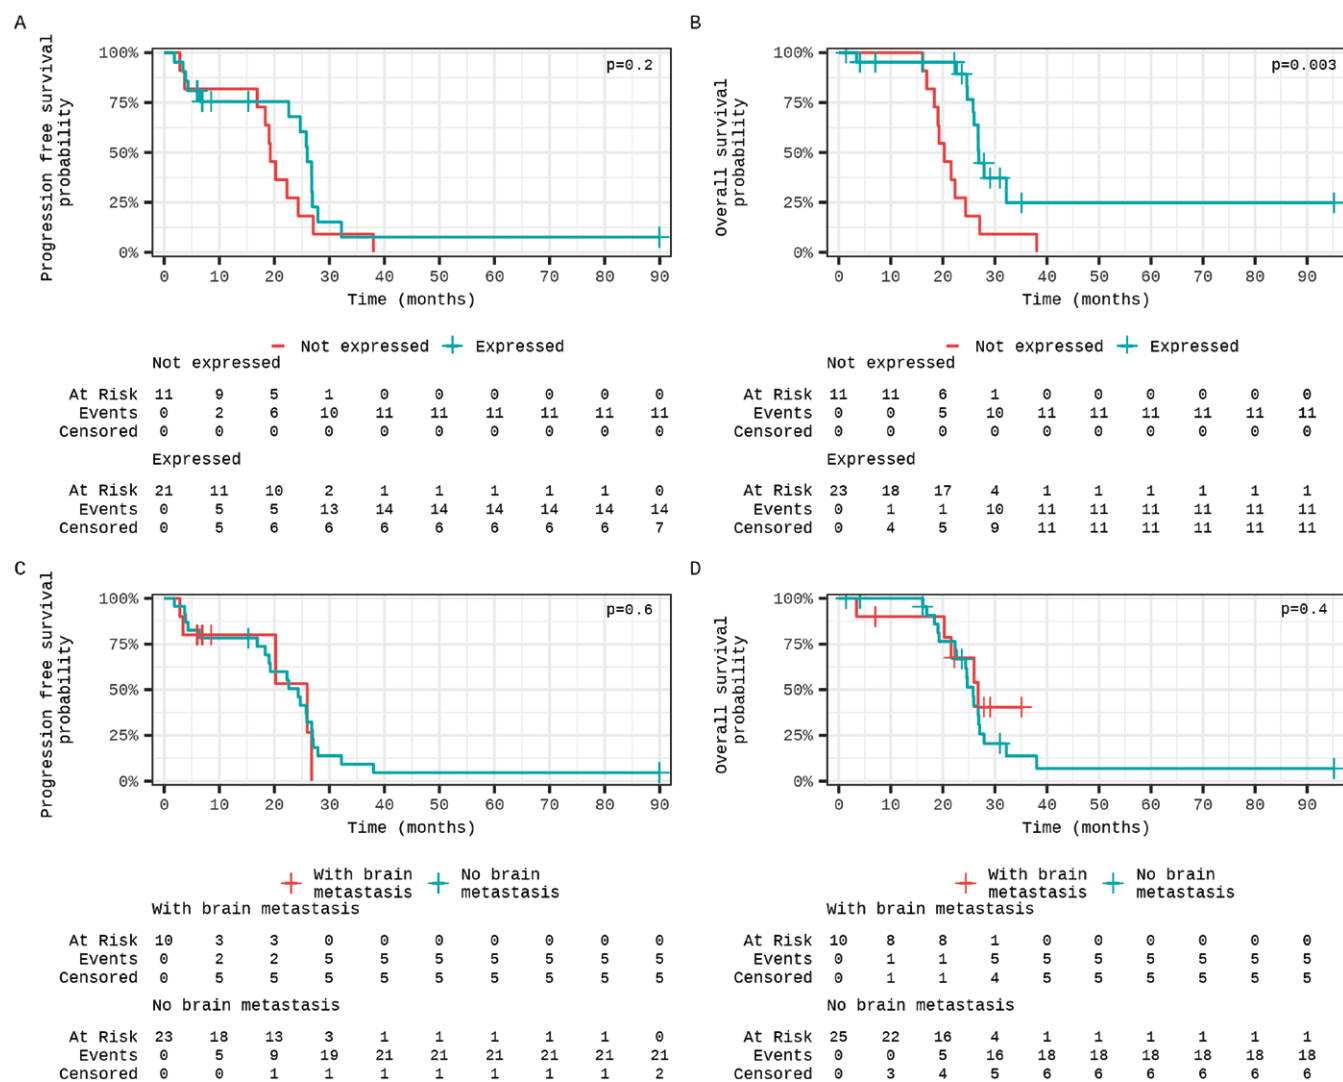 A
Progression free survival
probability
100%
75%
50%
25%
0%
p=0.2
0 10 20 30 40 50 60 70 80 90
Time (months)
Not expressed Expressed
Not expressed
At Risk 11 9 5 1 0 0 0 0 0 0
Events 0 2 6 10 11 11 11 11 11 11
Censored 0 0 0 0 0 0 0 0 0 0
Expressed
At Risk 21 11 10 2 1 1 1 1 1 0
Events 0 5 5 13 14 14 14 14 14 14
Censored 0 5 6 6 6 6 6 6 6 7
B
Overall survival
probability
100%
75%
50%
25%
0%
p=0.003
0 10 20 30 40 50 60 70 80 90
Time (months)
Not expressed Expressed
Not expressed
At Risk 11 11 6 1 0 0 0 0 0 0
Events 0 0 5 10 11 11 11 11 11 11
Censored 0 0 0 0 0 0 0 0 0 0
Expressed
At Risk 23 18 17 4 1 1 1 1 1 1
Events 0 1 1 10 11 11 11 11 11 11
Censored 0 4 5 9 11 11 11 11 11 11
C
Progression free survival
probability
100%
75%
50%
25%
0%
p=0.6
0 10 20 30 40 50 60 70 80 90
Time (months)
With brain No brain
metastasis metastasis
With brain metastasis
At Risk 10 3 3 0 0 0 0 0 0 0
Events 0 2 2 5 5 5 5 5 5 5
Censored 0 5 5 5 5 5 5 5 5 5
No brain metastasis
At Risk 23 18 13 3 1 1 1 1 1 0
Events 0 5 9 19 21 21 21 21 21 21
Censored 0 0 1 1 1 1 1 1 1 2
D
Overall survival
probability
100%
75%
50%
25%
0%
p=0.4
0 10 20 30 40 50 60 70 80 90
Time (months)
With brain No brain
metastasis metastasis
With brain metastasis
At Risk 10 8 8 1 0 0 0 0 0 0
Events 0 1 1 5 5 5 5 5 5 5
Censored 0 1 1 4 5 5 5 5 5 5
No brain metastasis
At Risk 25 22 16 4 1 1 1 1 1 1
Events 0 0 5 16 18 18 18 18 18 18
Censored 0 3 4 5 6 6 6 6 6 6